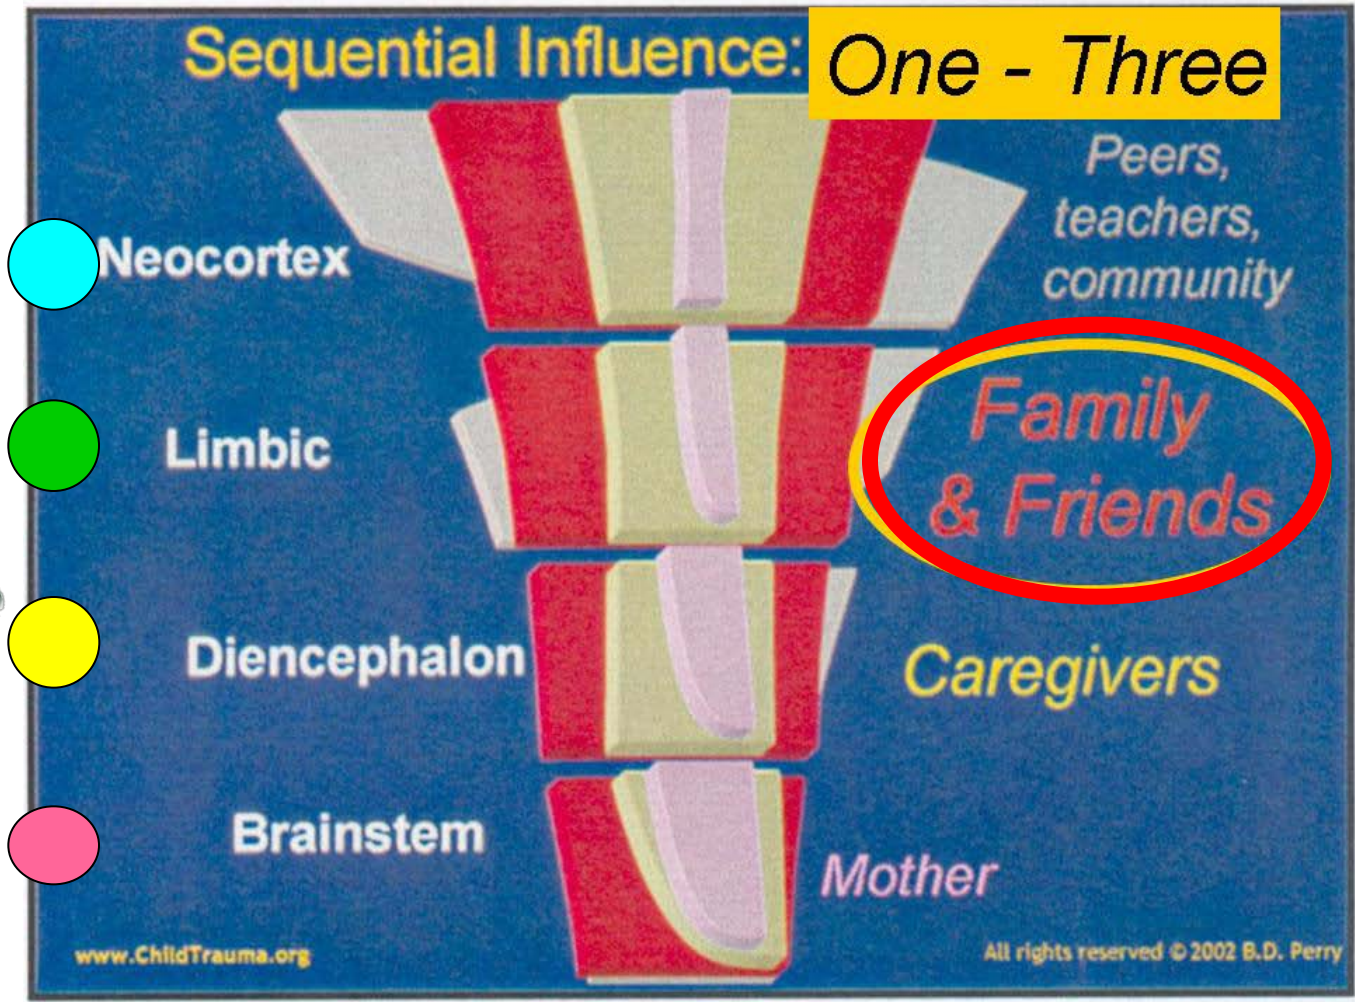 Sequential Influence: One - Three
Peers,
teachers,
community
Neocortex
Family
& Friends
Limbic
Diencephalon
Caregivers
Brainstem
Mother
www.ChildTrauma.org
All rights reserved © 2002 B.D. Perry